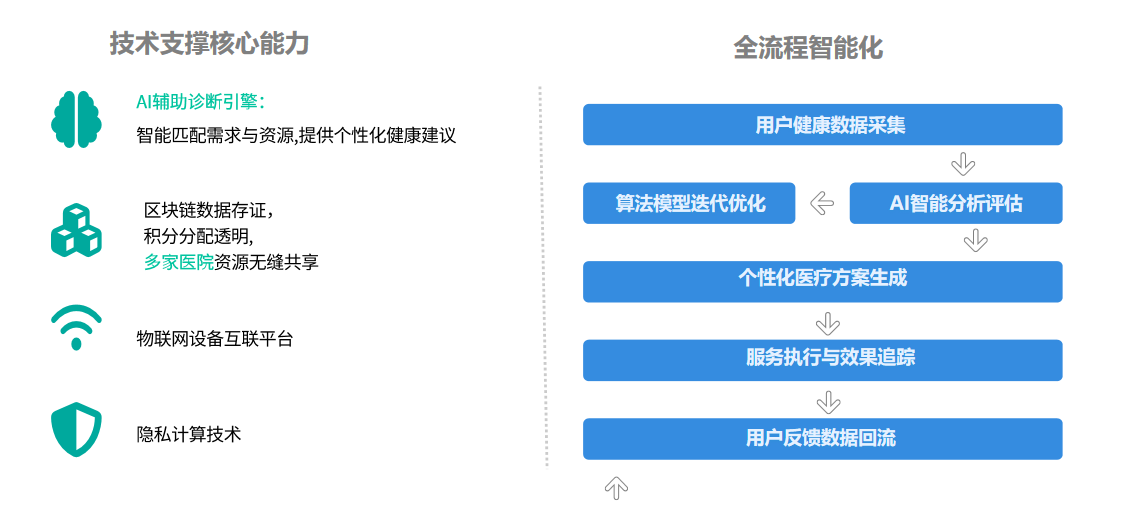 技术支撑核心能力
AI辅助诊断引擎：
智能匹配需求与资源,提供个性化健康建议
区块链数据存证，
积分分配透明,
多家医院资源无缝共享
物联网设备互联平台
隐私计算技术
全流程智能化
用户健康数据采集
算法模型迭代优化
AI智能分析评估
个性化医疗方案生成
服务执行与效果追踪
用户反馈数据回流